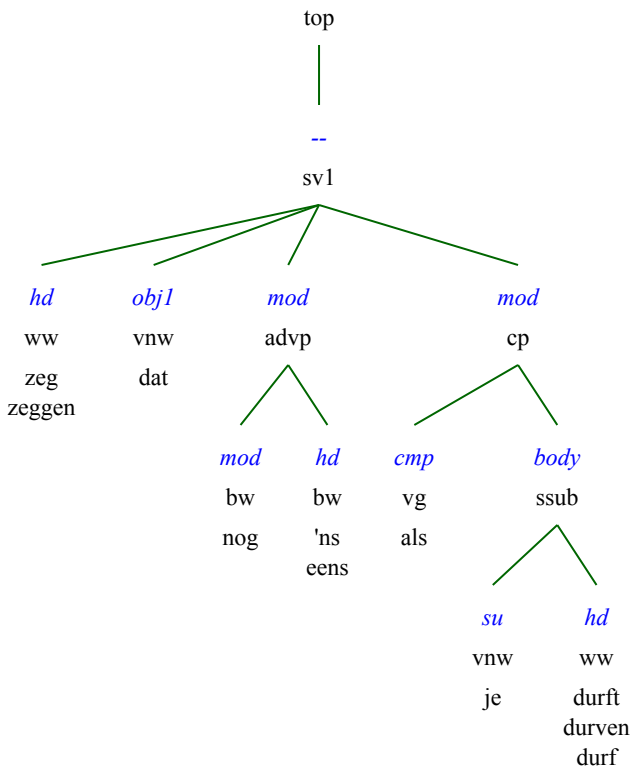 top
--
sv1
hd obj1 mod mod
ww vnw advp cp
zeg dat
zeggen
mod hd cmp body
bw bw vg ssub
nog 'ns als
eens
su hd
vnw ww
je durft
durven
durf